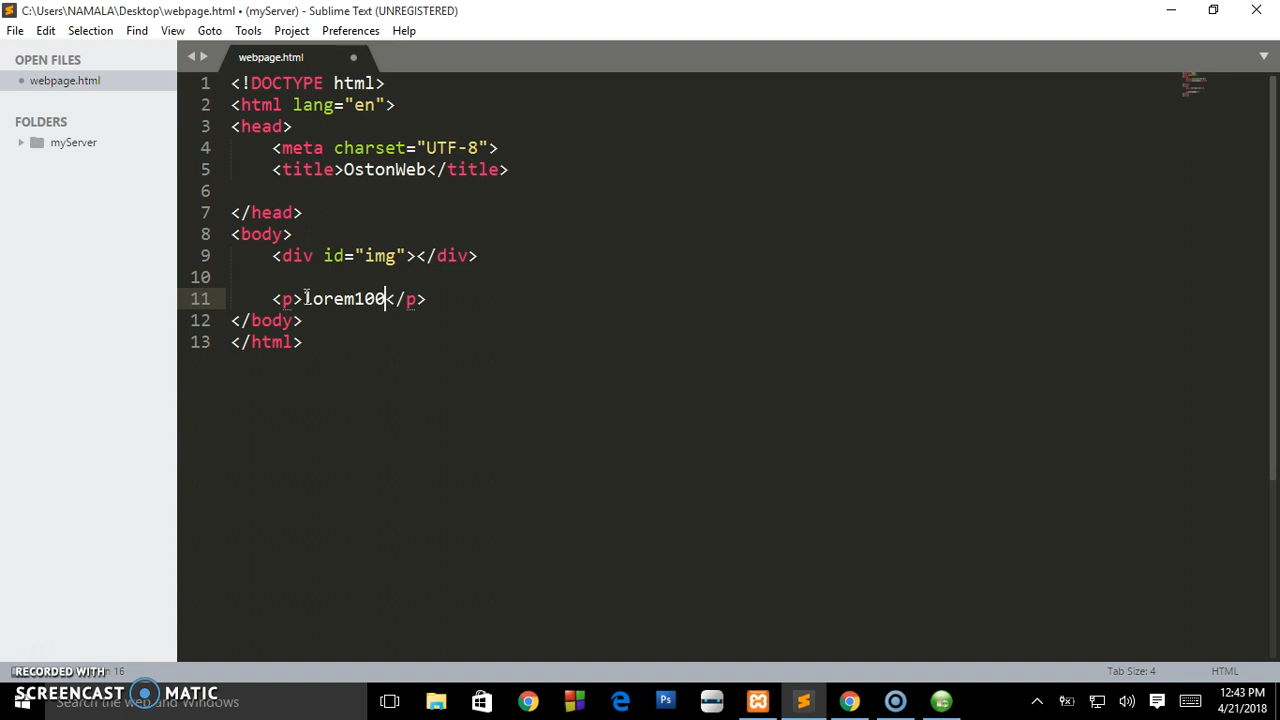 C:\Users\NAMALA\Desktop\webpage.html • (myServer) - Sublime Text (UNREGISTERED)
File Edit Selection Find View Goto Tools Project Preferences Help
OPEN FILES
webpage.html
FOLDERS
myServer
webpage.html
1 <!DOCTYPE html>
2 <html lang="en">
3 <head>
4 <meta charset="UTF-8">
5 <title>OstonWeb</title>
6
7 </head>
8 <body>
9 <div id="img"></div>
10
11 <p>lorem100</p>
12 </body>
13 </html>
RECORDED WITH
SCREENCAST MATIC
16
Tab Size: 4
HTML
Search the web and Windows
Ps
12:43 PM
4/21/2018